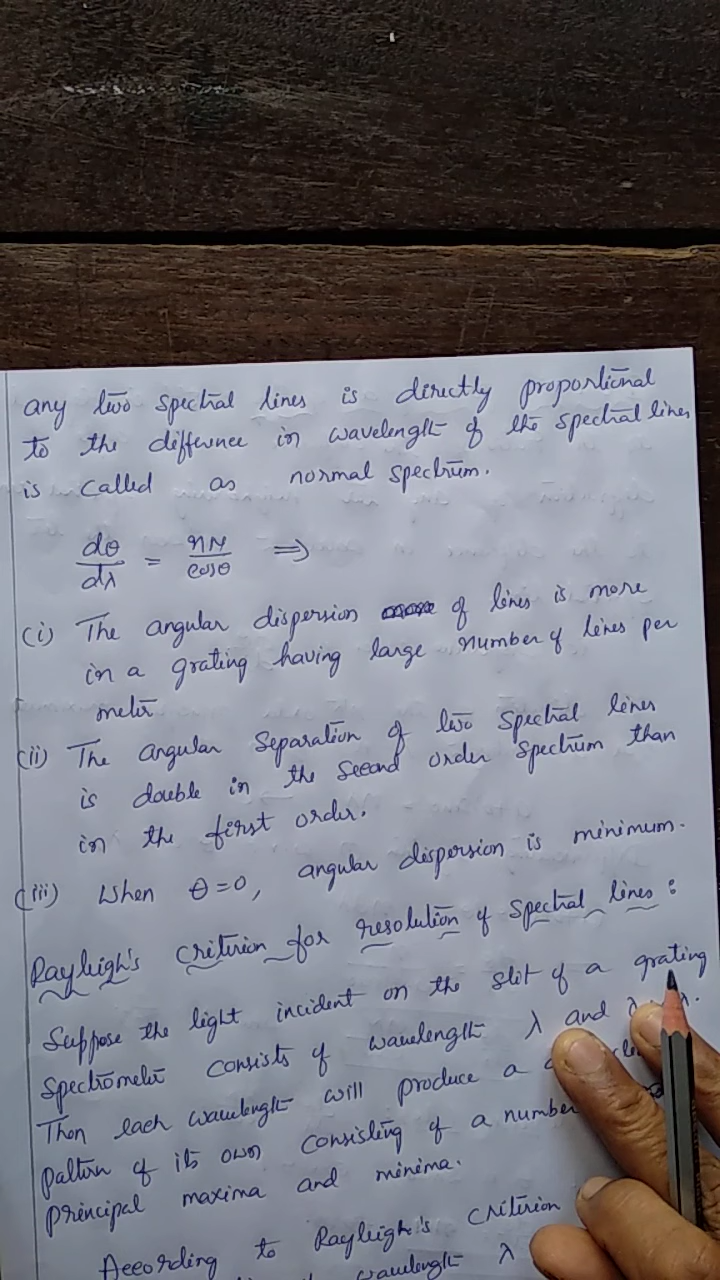 any two spectral lines is directly proportional
to the difference in wavelength of the spectral lines
is called as normal spectrum.
dθ/dλ = nN/cosθ ⇒
(i) The angular dispersion of lines is more
in a grating having large number of lines per
meter
(ii) The angular separation of two spectral lines
is double in the second order spectrum than
in the first order.
(iii) When θ=0, angular dispersion is minimum.
Rayleigh's criterion for resolution of spectral lines:
Suppose the light incident on the slit of a grating
spectrometer consists of wavelength λ and
Then each wavelength will produce a
pattern of its own consisting of a number
principal maxima and minima.
According to Rayleigh's criterion
wavelength λ